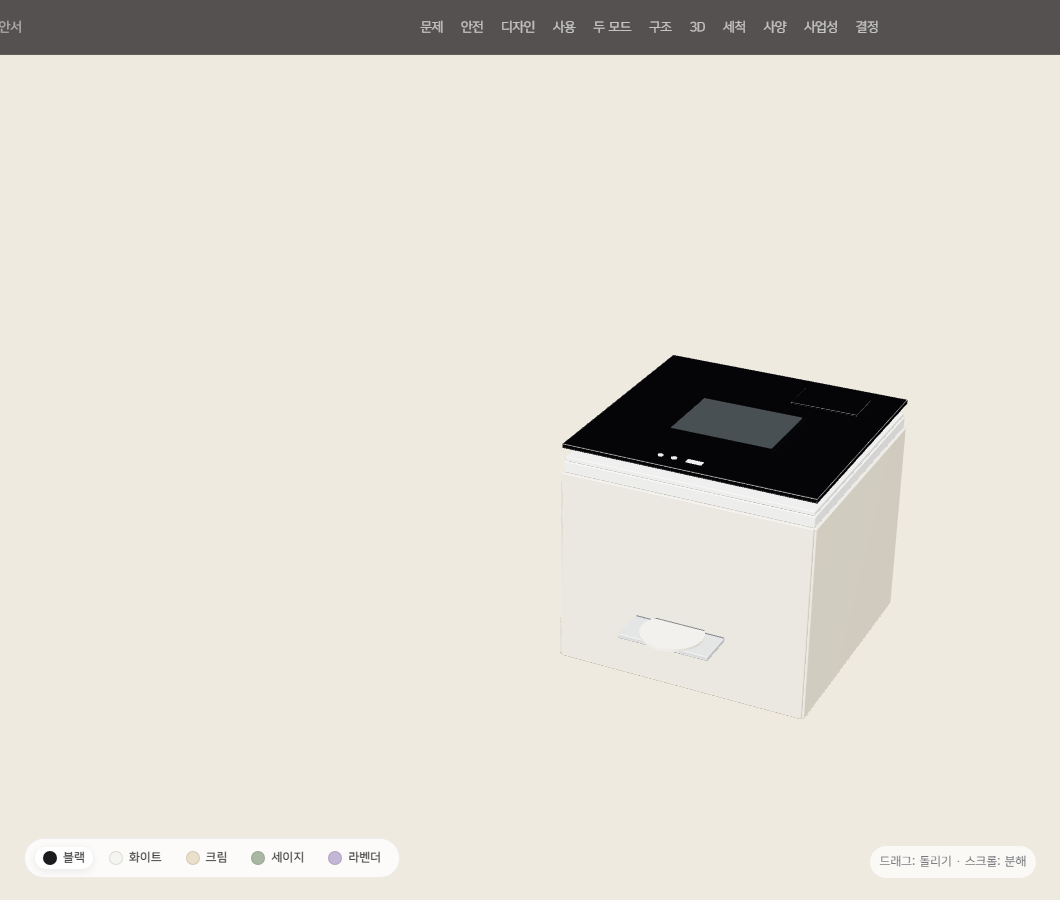 안서
문제 안전 디자인 사용 두 모드 구조 3D 세척 사양 사업성 결정
블랙 화이트 크림 세이지 라벤더
드래그: 돌리기 · 스크롤: 분해